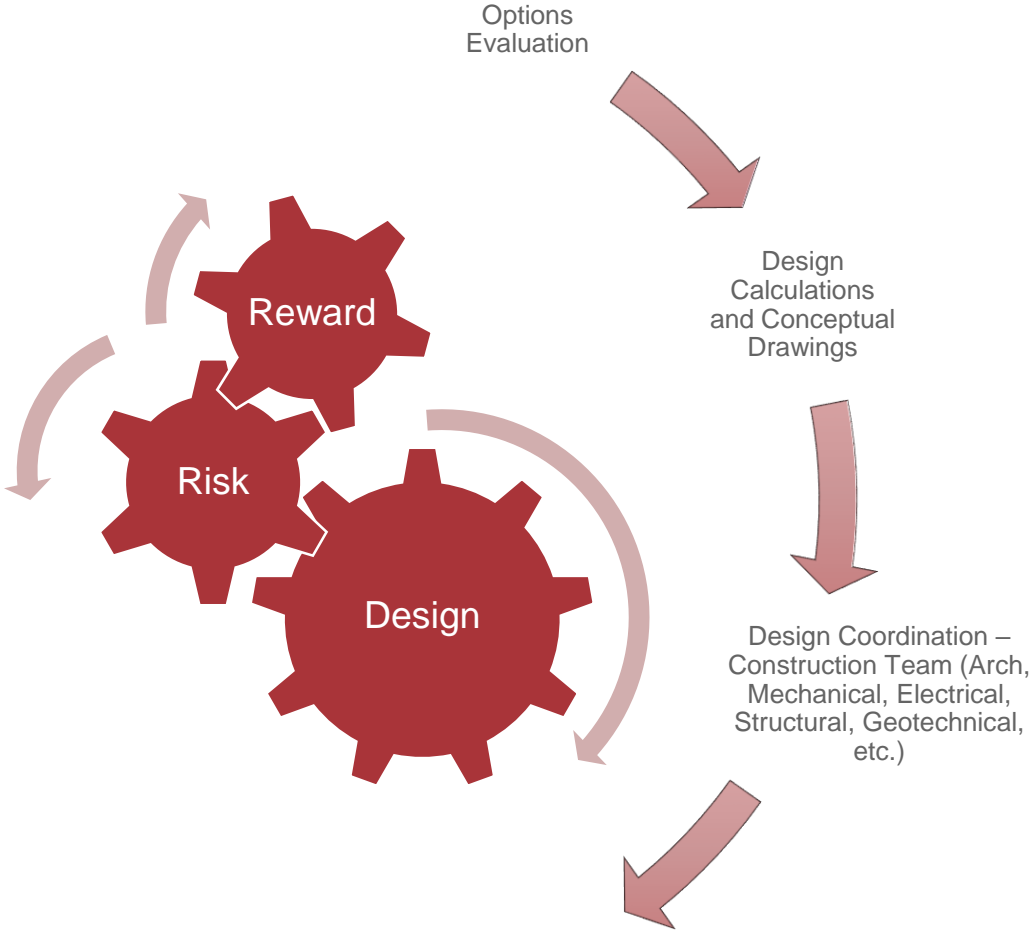 Options
Evaluation
Reward
Risk
Design
Design
Calculations
and Conceptual
Drawings
Design Coordination –
Construction Team (Arch,
Mechanical, Electrical,
Structural, Geotechnical,
etc.)